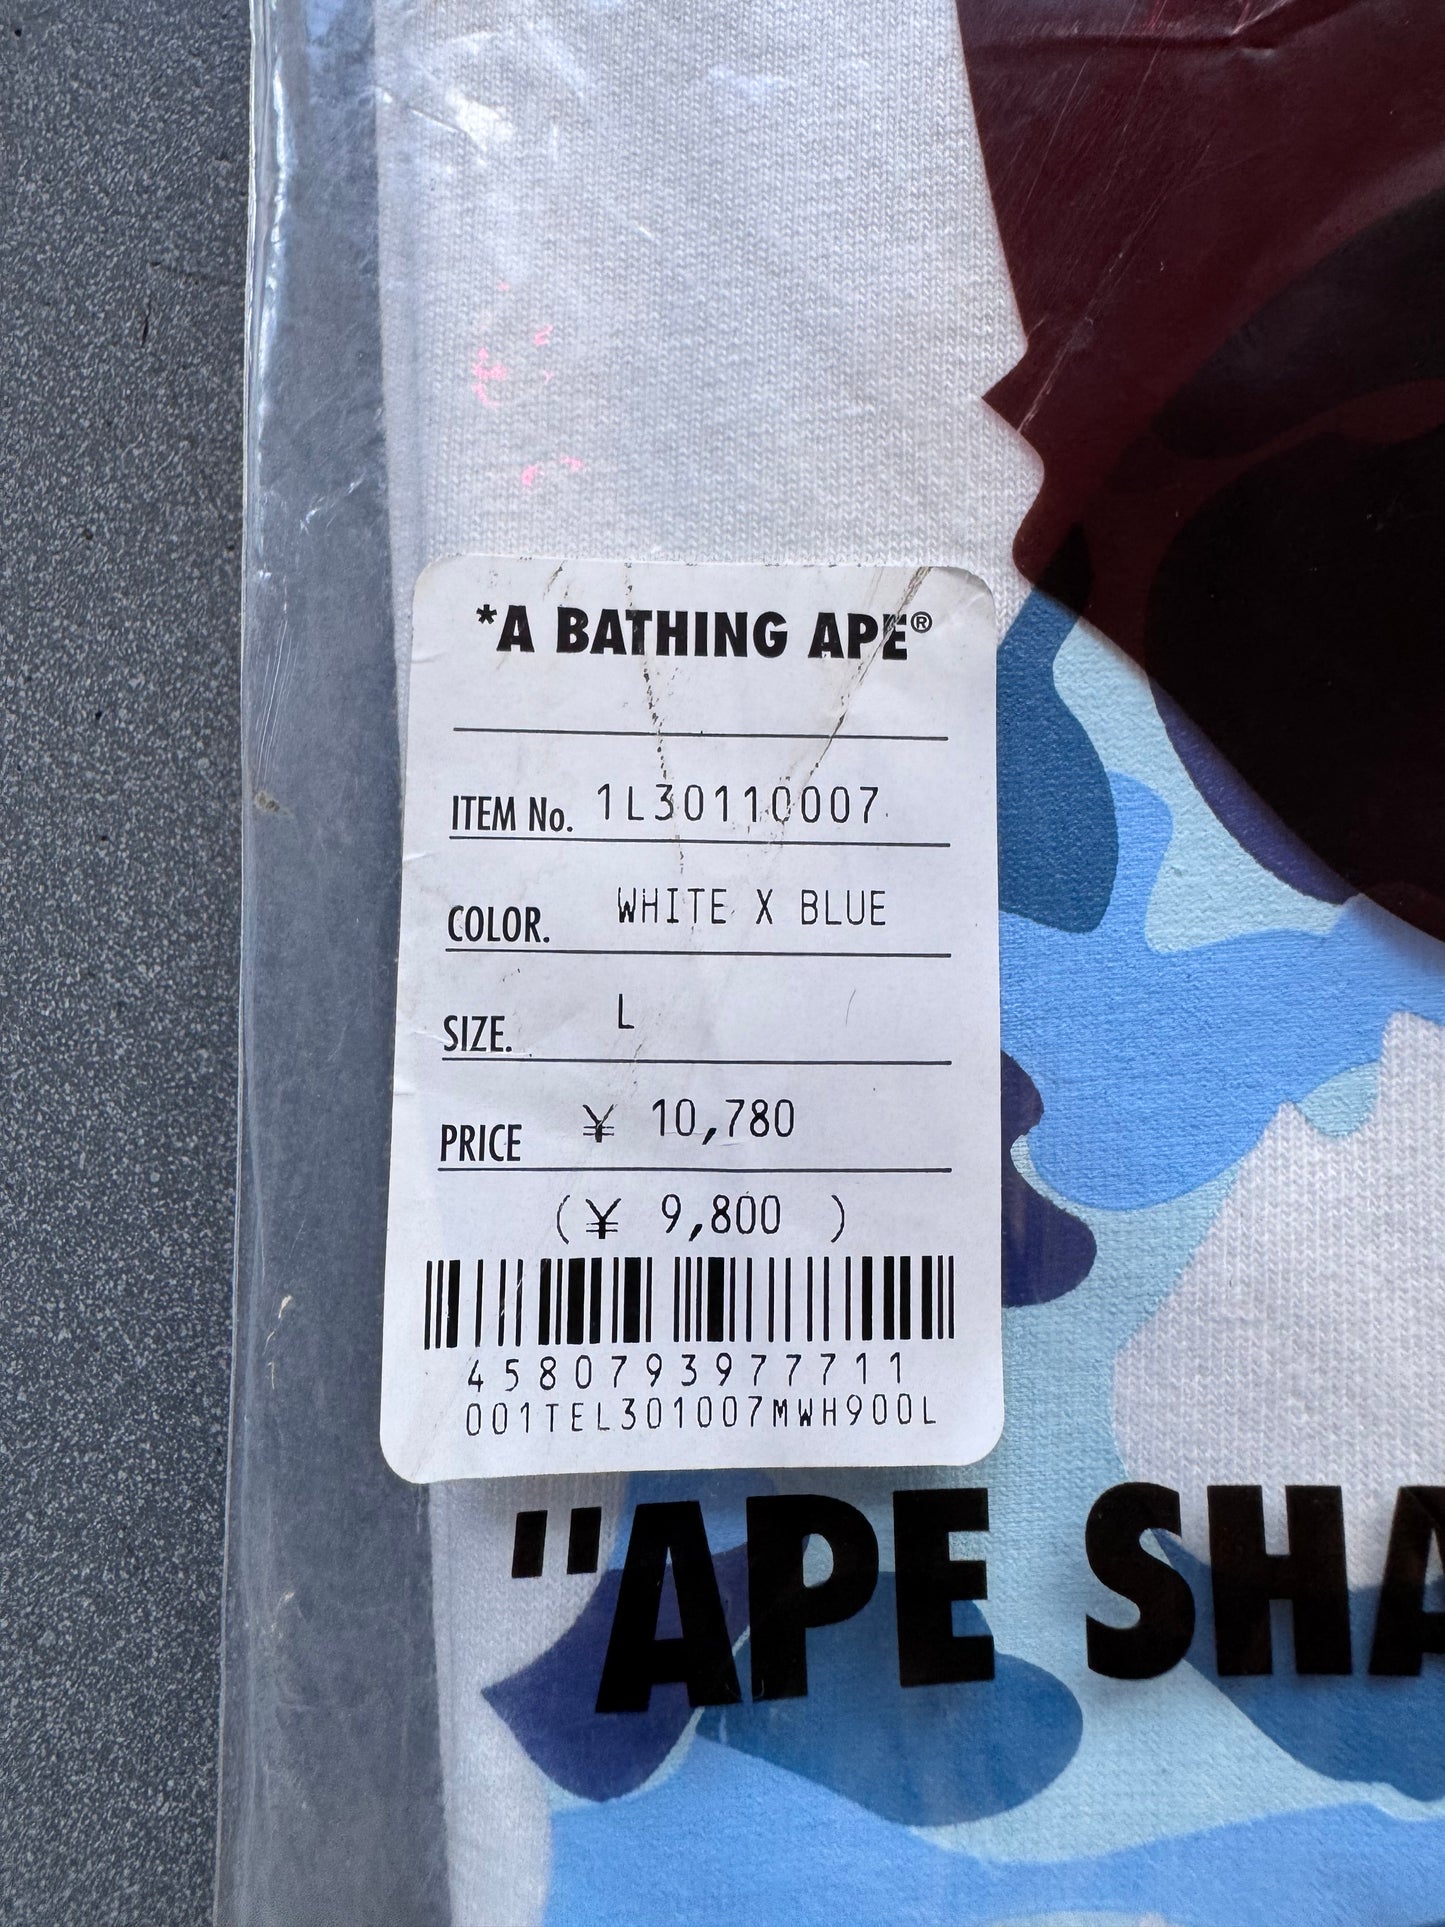 *A BATHING APE®
ITEM No. 1L30110007
COLOR. WHITE X BLUE
SIZE. L
PRICE ¥ 10,780
(¥ 9,800 )
4580793977711
001TEL301007MWH900L
"APE SHA